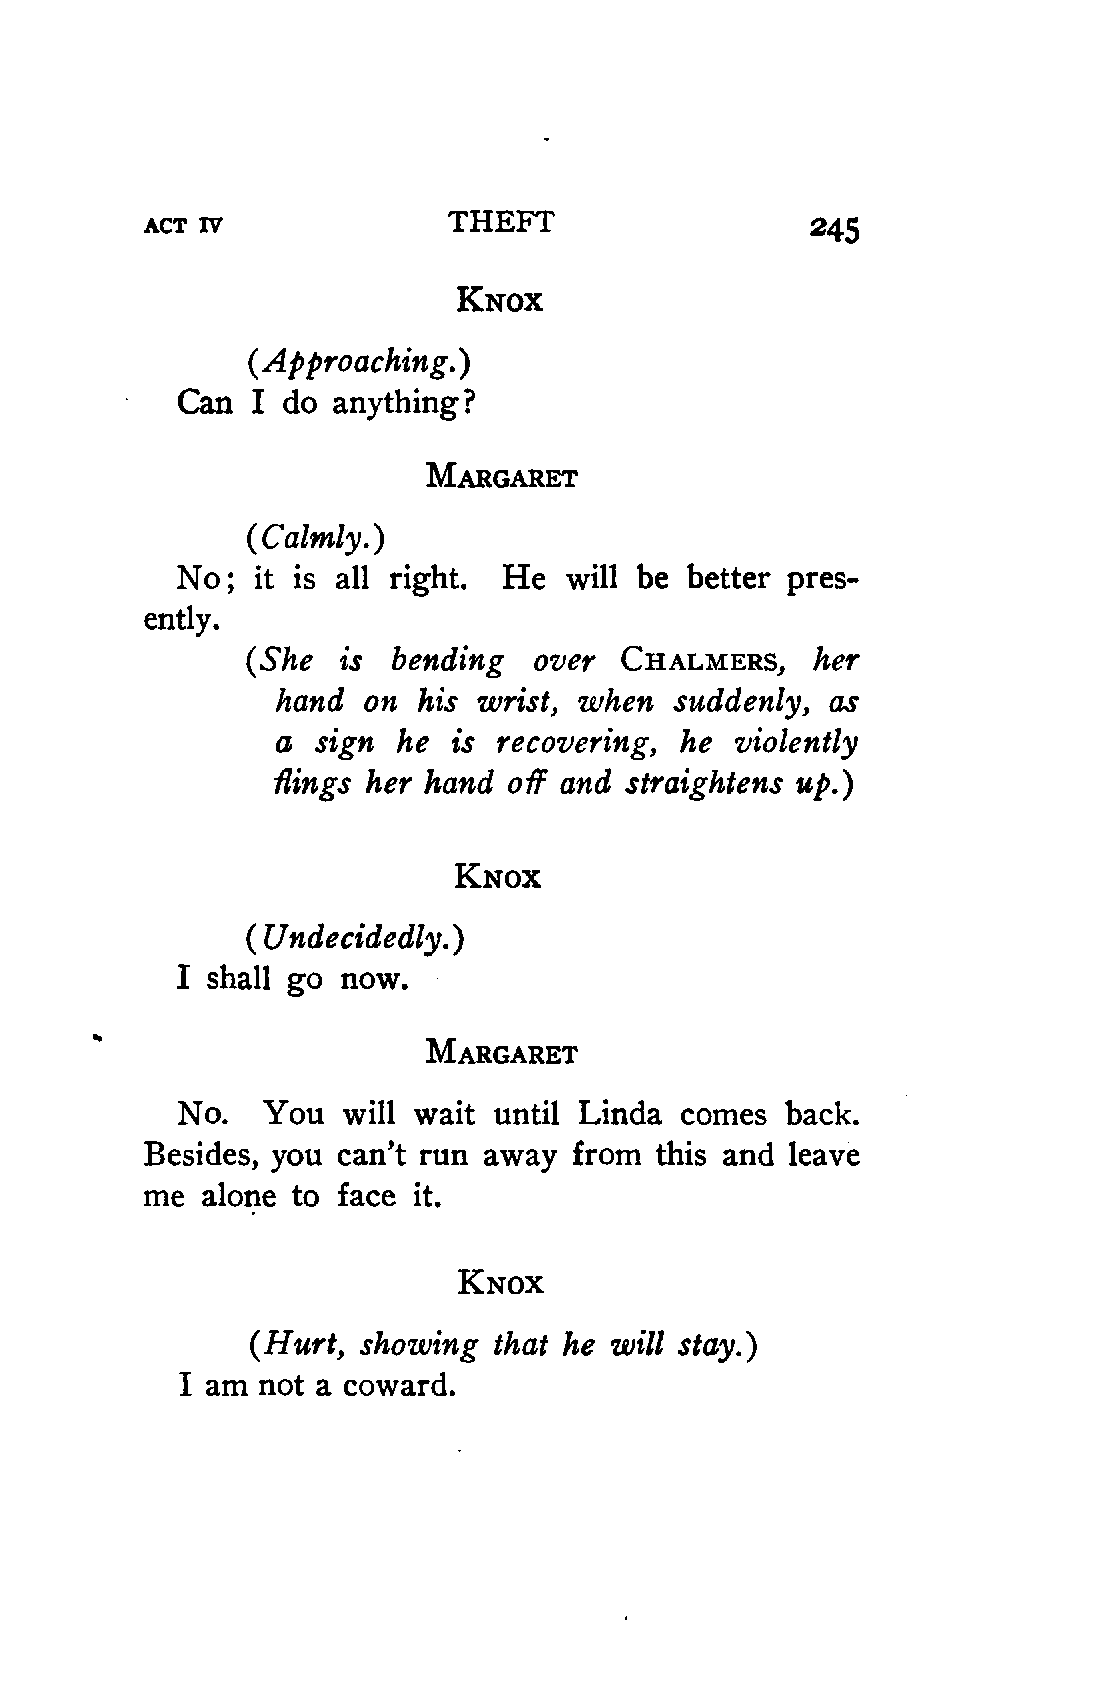 ACT IV THEFT 245
KNOX
(Approaching.)
Can I do anything?
MARGARET
(Calmly.)
No; it is all right. He will be better pres-
ently.
(She is bending over CHALMERS, her
hand on his wrist, when suddenly, as
a sign he is recovering, he violently
flings her hand off and straightens up.)
KNOX
(Undecidedly.)
I shall go now.
MARGARET
No. You will wait until Linda comes back.
Besides, you can't run away from this and leave
me alone to face it.
KNOX
(Hurt, showing that he will stay.)
I am not a coward.